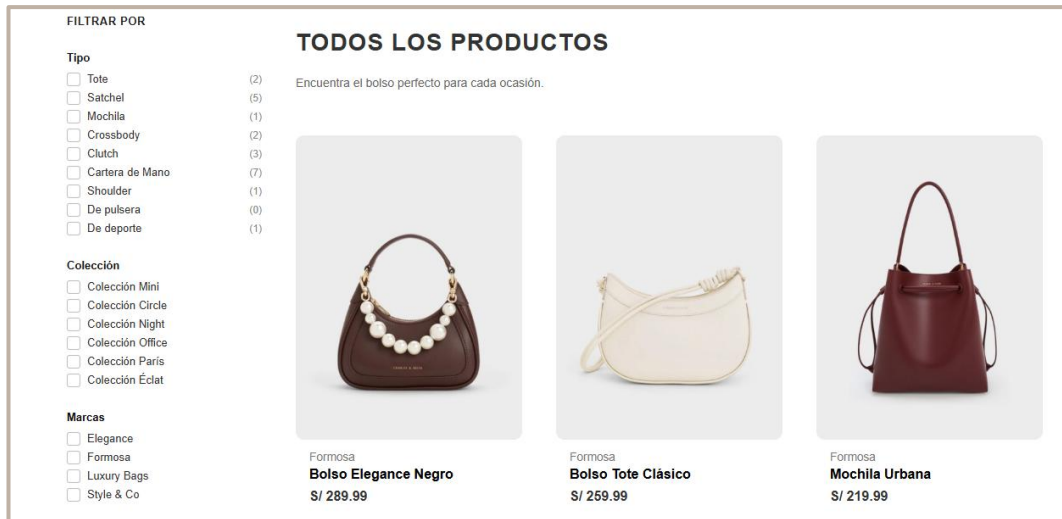 FILTRAR POR
Tipo
Tote (2)
Satchel (5)
Mochila (1)
Crossbody (2)
Clutch (3)
Cartera de Mano (7)
Shoulder (1)
De pulsera (0)
De deporte (1)
Colección
Colección Mini
Colección Circle
Colección Night
Colección Office
Colección París
Colección Éclat
Marcas
Elegance
Formosa
Luxury Bags
Style & Co
TODOS LOS PRODUCTOS
Encuentra el bolso perfecto para cada ocasión.
Formosa
Bolso Elegance Negro
S/ 289.99
Formosa
Bolso Tote Clásico
S/ 259.99
Formosa
Mochila Urbana
S/ 219.99